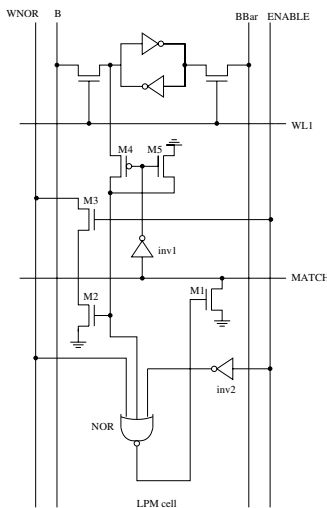 WNOR B BBar ENABLE
WL1
M4 M5
M3
inv1
MATCH
M1
M2
inv2
NOR
LPM cell